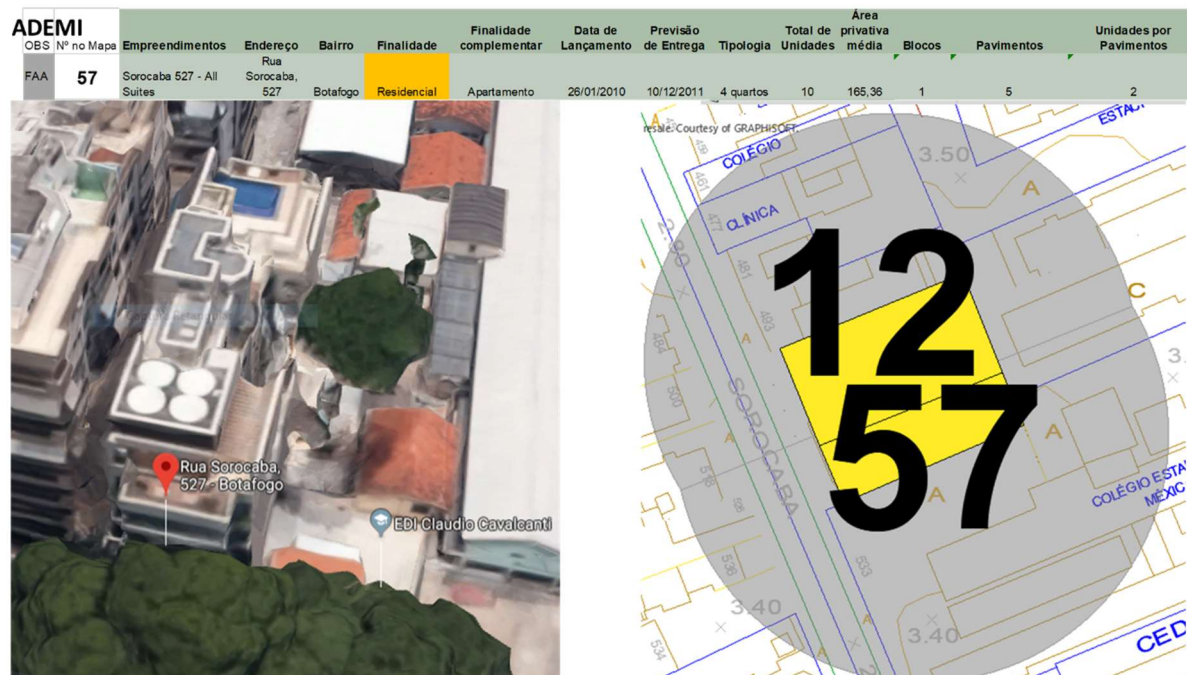 ADEMI
OBS Nº no Mapa Empreendimentos Endereço Bairro Finalidade Finalidade complementar Data de Lançamento Previsão de Entrega Tipologia Total de Unidades Área privativa média Blocos Pavimentos Unidades por Pavimentos
FAA 57 Sorocaba 527 - All Suites Rua Sorocaba, 527 Botafogo Residencial Apartamento 26/01/2010 10/12/2011 4 quartos 10 165,36 1 5 2
Rua Sorocaba,
527 - Botafogo
EDI Claudio Cavalcanti
resale. Courtesy of GRAPHISOFT.
COLÉGIO
3.50
A
461
CLÍNICA
477
481
493
12
57
C
484
500
SOROCABA
A
A
A
A
COLÉGIO ESTA
MÉXIC
536
533
3.40
3.40
A
534
CED